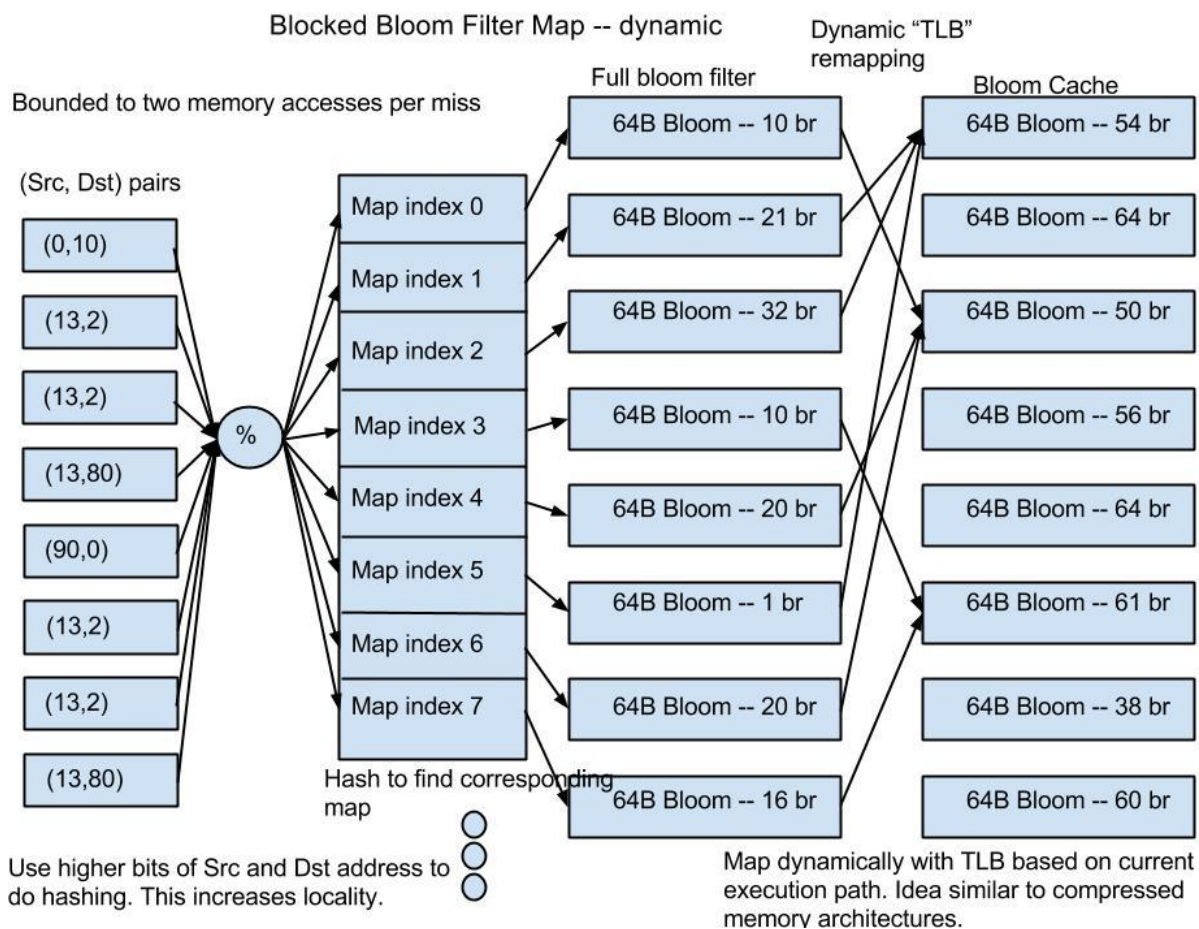 Blocked Bloom Filter Map -- dynamic
Dynamic “TLB”
remapping
Bounded to two memory accesses per miss
Full bloom filter
Bloom Cache
(Src, Dst) pairs
(0,10)
(13,2)
(13,2)
(13,80)
(90,0)
(13,2)
(13,2)
(13,80)
%
Map index 0
Map index 1
Map index 2
Map index 3
Map index 4
Map index 5
Map index 6
Map index 7
Hash to find corresponding
map
64B Bloom -- 10 br
64B Bloom -- 21 br
64B Bloom -- 32 br
64B Bloom -- 10 br
64B Bloom -- 20 br
64B Bloom -- 1 br
64B Bloom -- 20 br
64B Bloom -- 16 br
64B Bloom -- 54 br
64B Bloom -- 64 br
64B Bloom -- 50 br
64B Bloom -- 56 br
64B Bloom -- 64 br
64B Bloom -- 61 br
64B Bloom -- 38 br
64B Bloom -- 60 br
Use higher bits of Src and Dst address to
do hashing. This increases locality.
Map dynamically with TLB based on current
execution path. Idea similar to compressed
memory architectures.